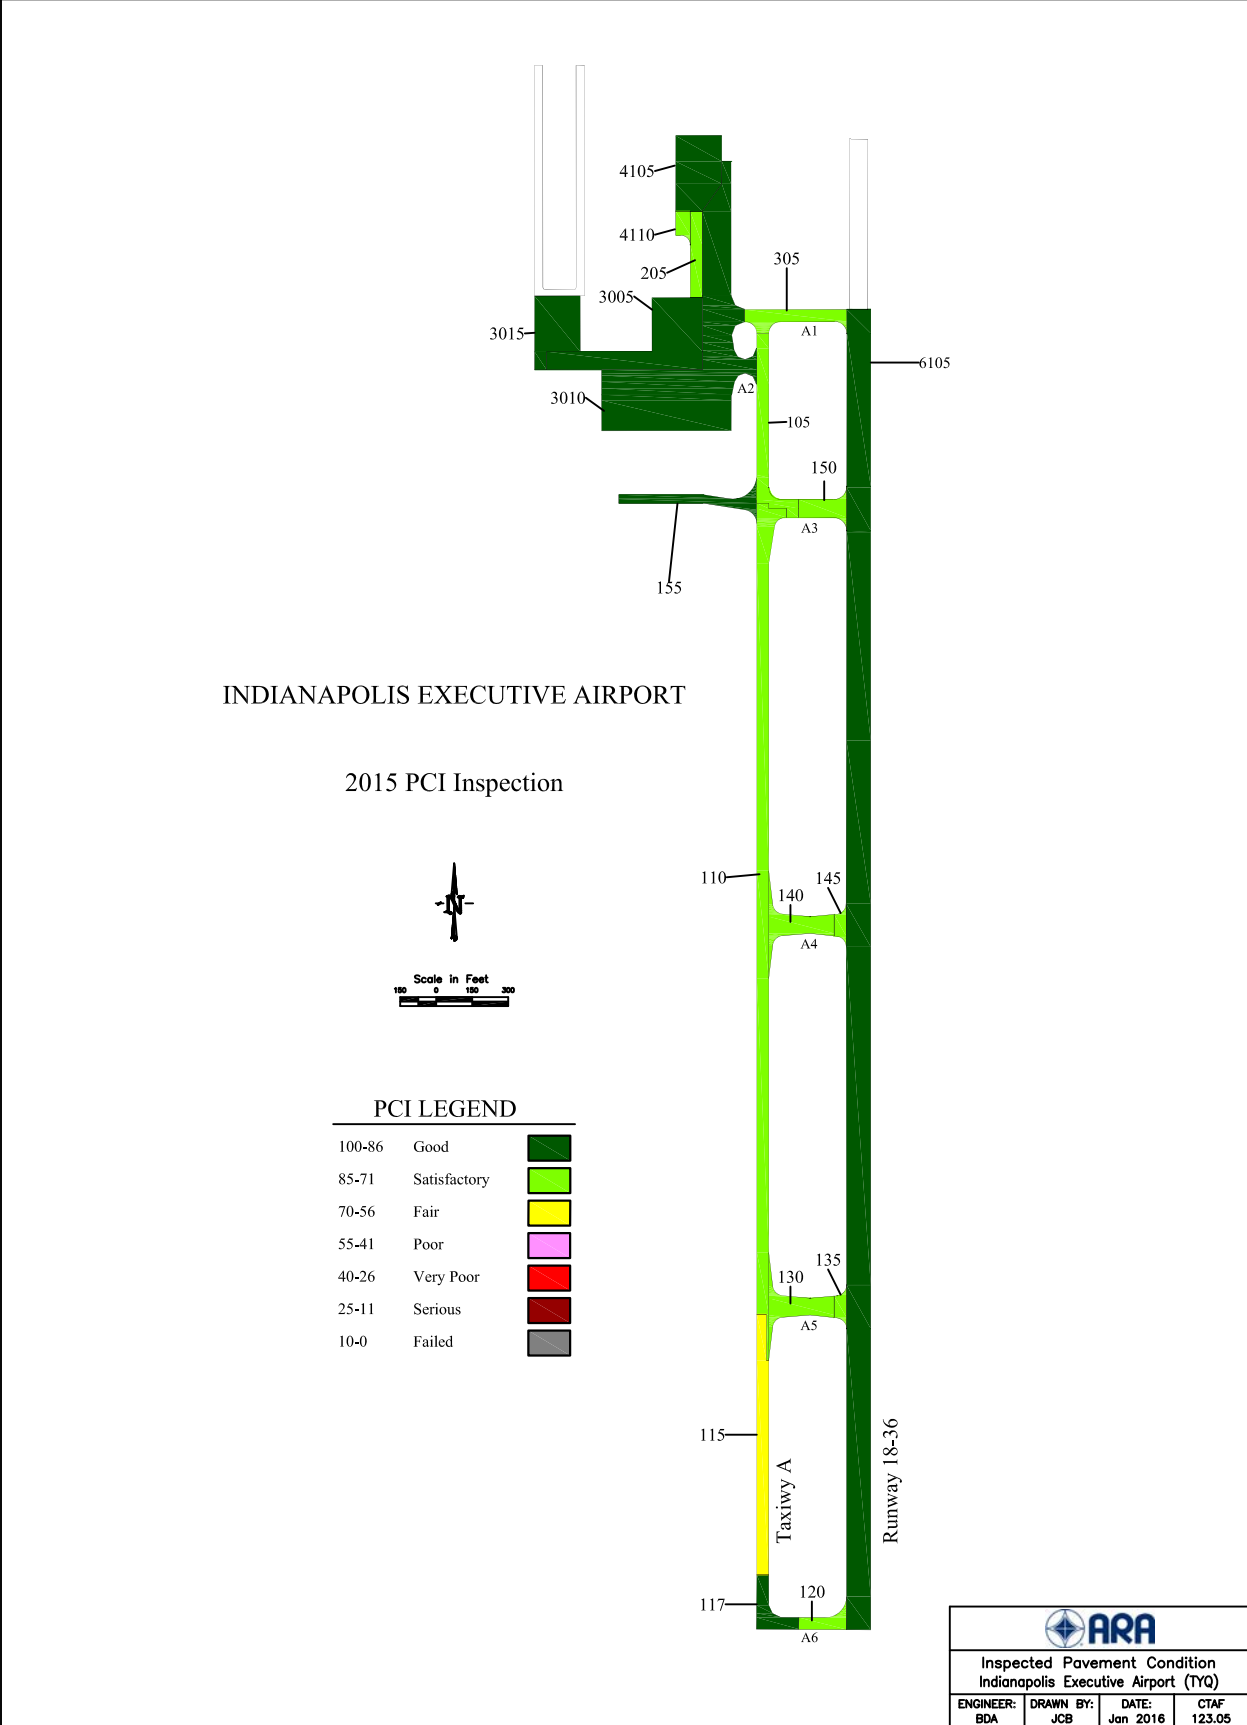 4105
4110
205
305
3005
3015
A1
6105
A2
3010
105
150
A3
155
INDIANAPOLIS EXECUTIVE AIRPORT
2015 PCI Inspection
110
145
140
N
A4
Scale in Feet
150 0 150 300
PCI LEGEND
100-86 Good
85-71 Satisfactory
70-56 Fair
55-41 Poor
40-26 Very Poor
25-11 Serious
10-0 Failed
135
130
A5
115
Taxiwy A
Runway 18-36
120
117
A6
ARA
Inspected Pavement Condition
Indianapolis Executive Airport (TYQ)
ENGINEER: DRAWN BY: DATE: CTAF
BDA JCB Jan 2016 123.05